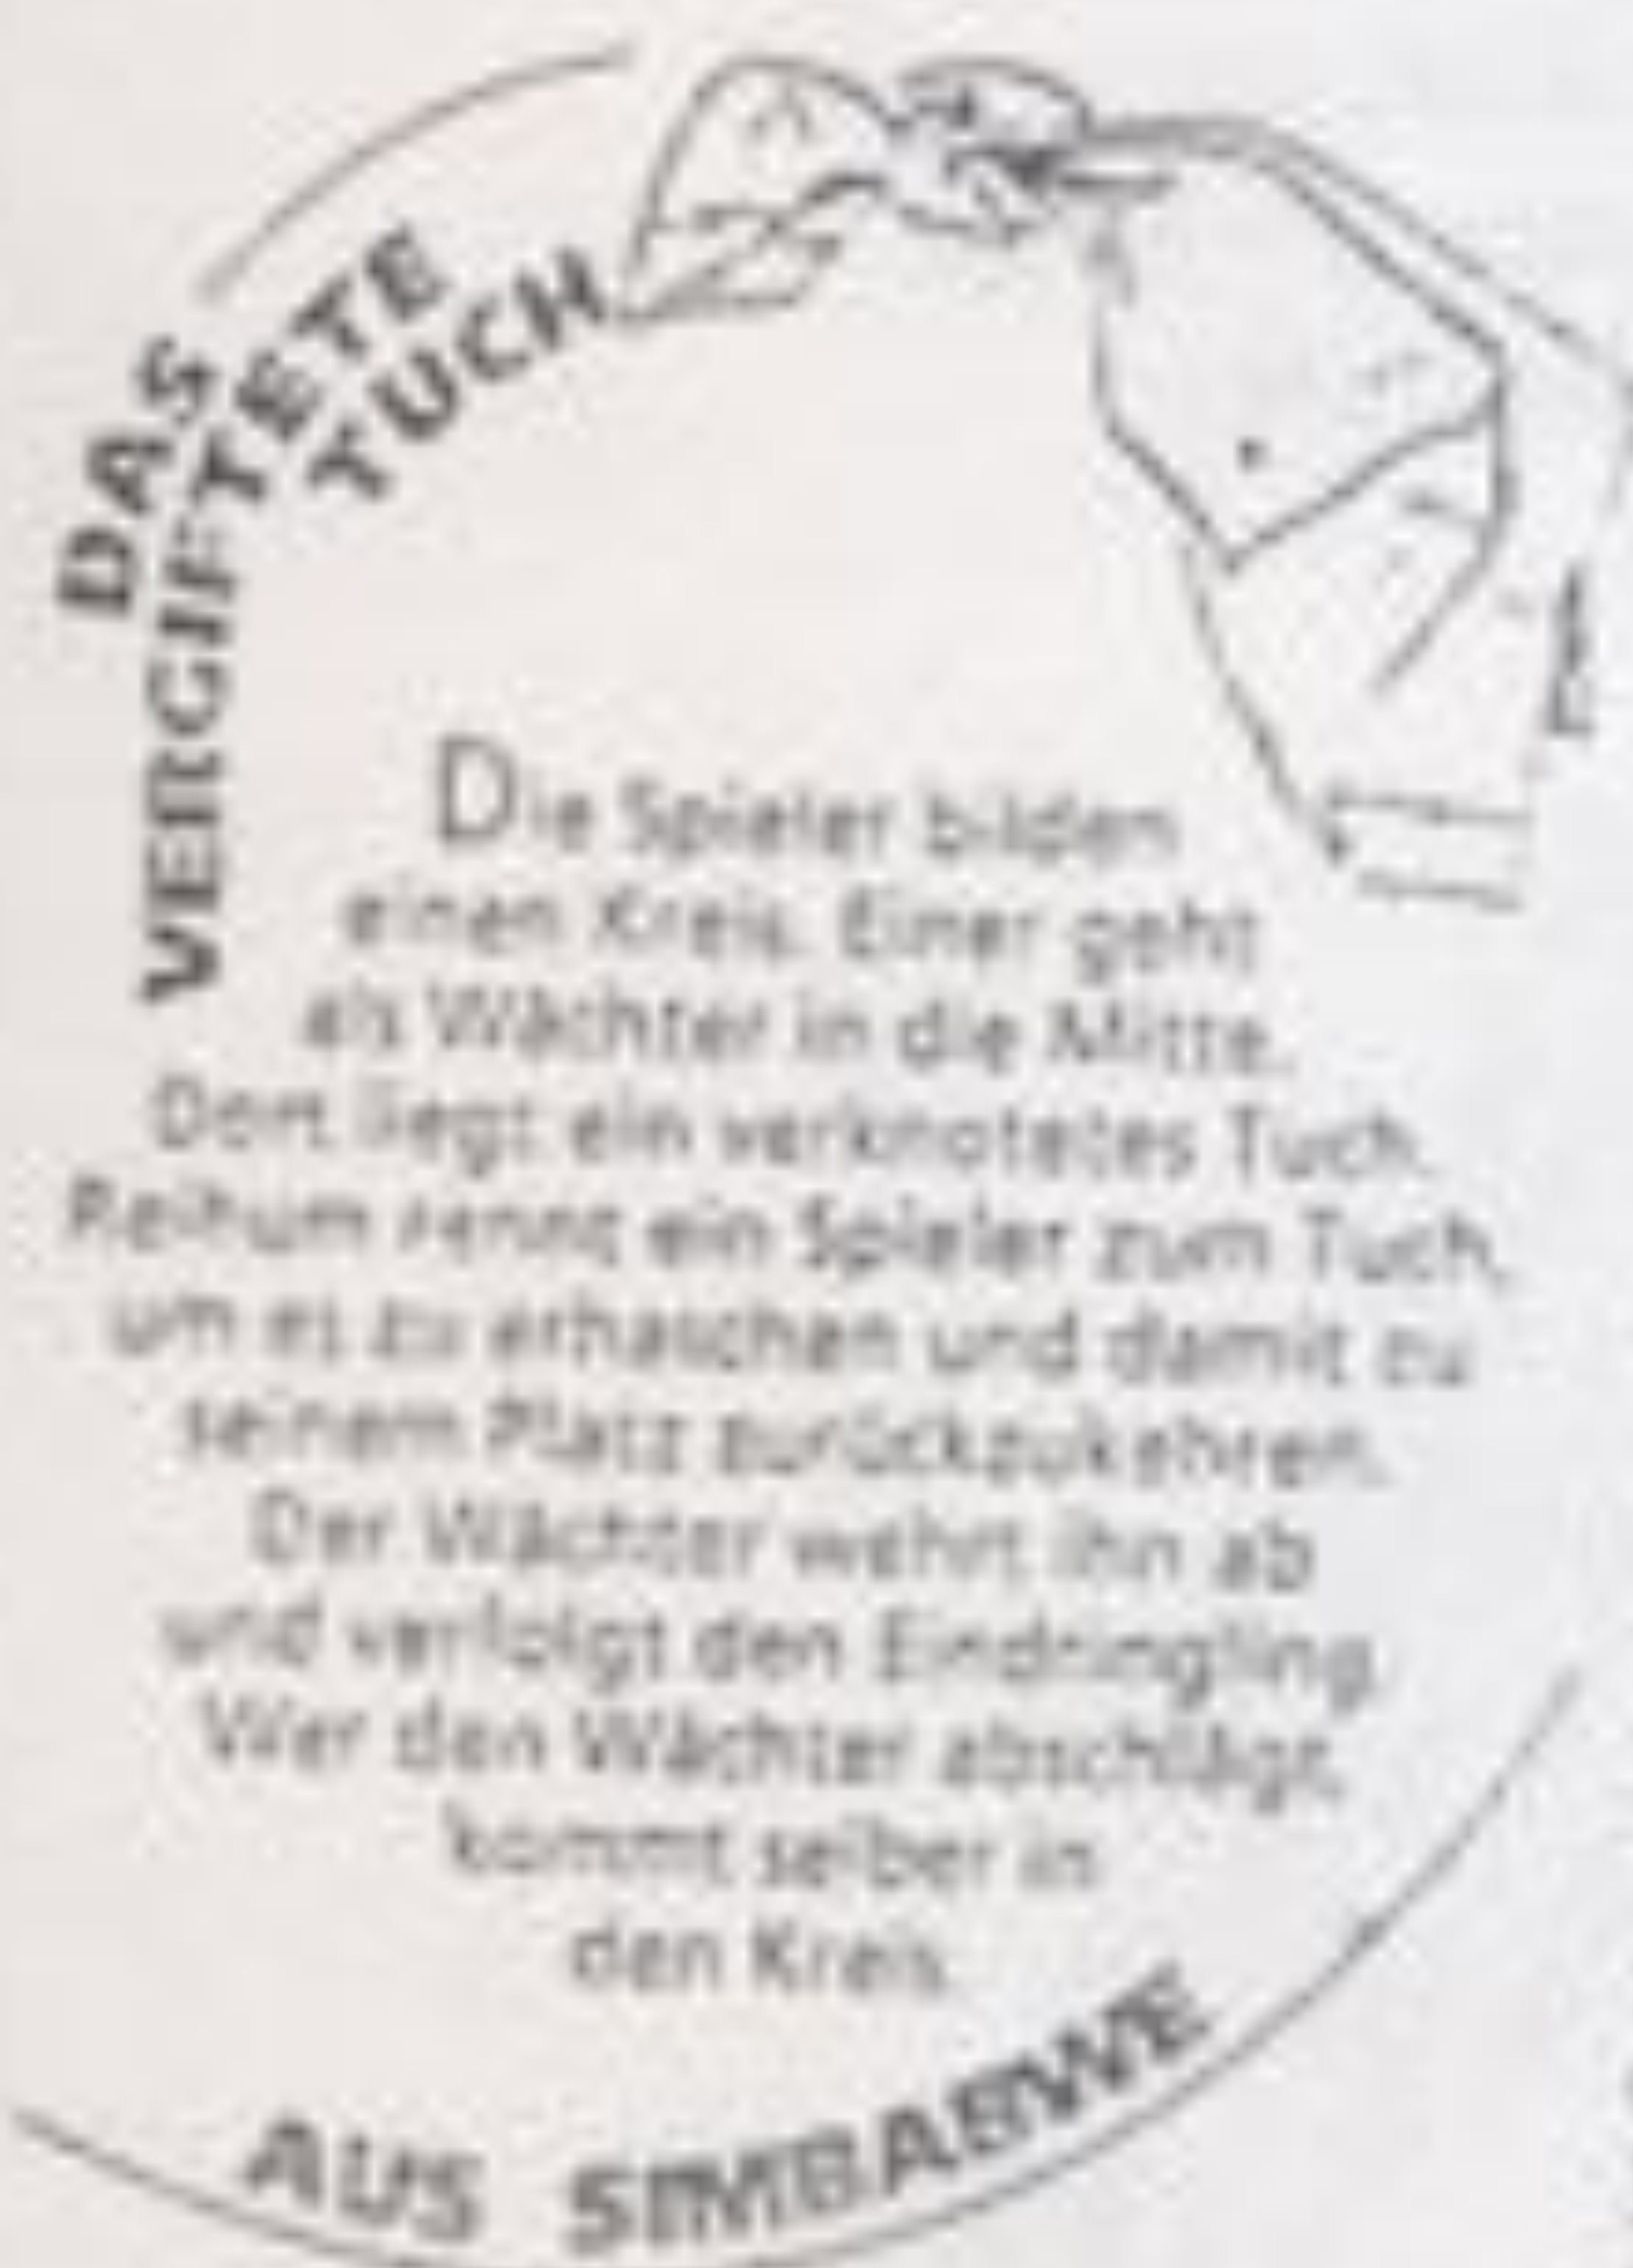 DAS
VERGIFTETE
TUCH
Die Spieler bilden
einen Kreis. Einer geht
als Wächter in die Mitte.
Dort liegt ein verknotetes Tuch.
Reihum rennt ein Spieler zum Tuch,
um es zu erhaschen und damit zu
seinem Platz zurückzukehren.
Der Wächter wehrt ihn ab
und verfolgt den Eindringling.
Wer den Wächter abschlägt,
kommt selber in
den Kreis.
AUS SIMBABWE